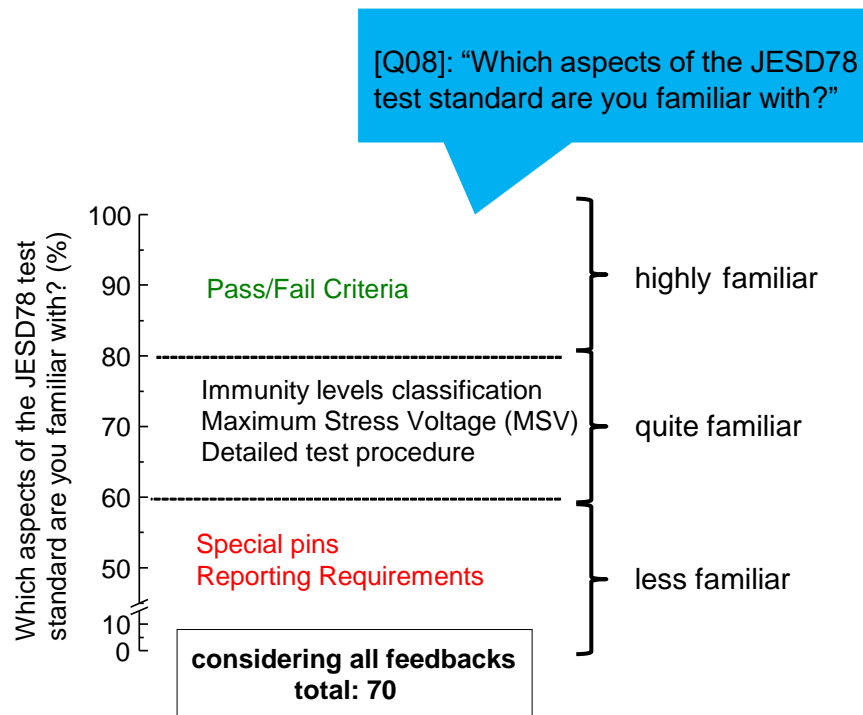 [Q08]: “Which aspects of the JESD78
test standard are you familiar with?”
Which aspects of the JESD78 test
standard are you familiar with? (%)
100
90
80
70
60
50
10
0
Pass/Fail Criteria
highly familiar
Immunity levels classification
Maximum Stress Voltage (MSV)
Detailed test procedure
quite familiar
Special pins
Reporting Requirements
less familiar
considering all feedbacks
total: 70